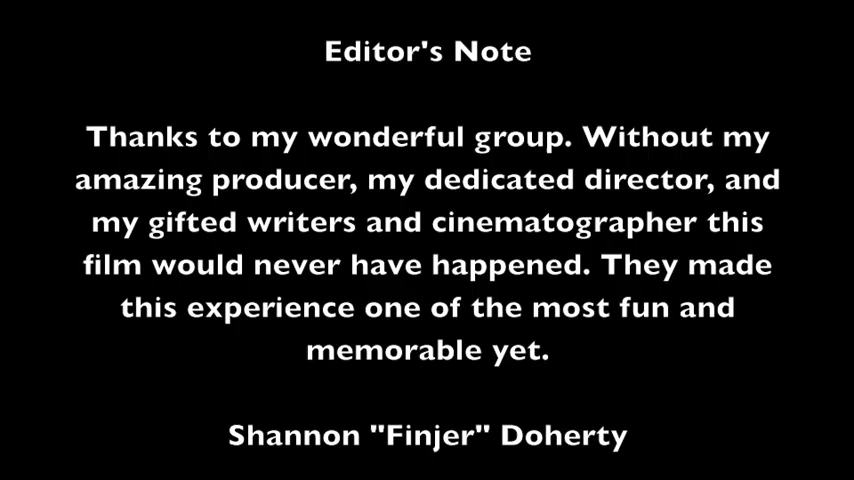 Editor's Note
Thanks to my wonderful group. Without my
amazing producer, my dedicated director, and
my gifted writers and cinematographer this
film would never have happened. They made
this experience one of the most fun and
memorable yet.
Shannon "Finjer" Doherty